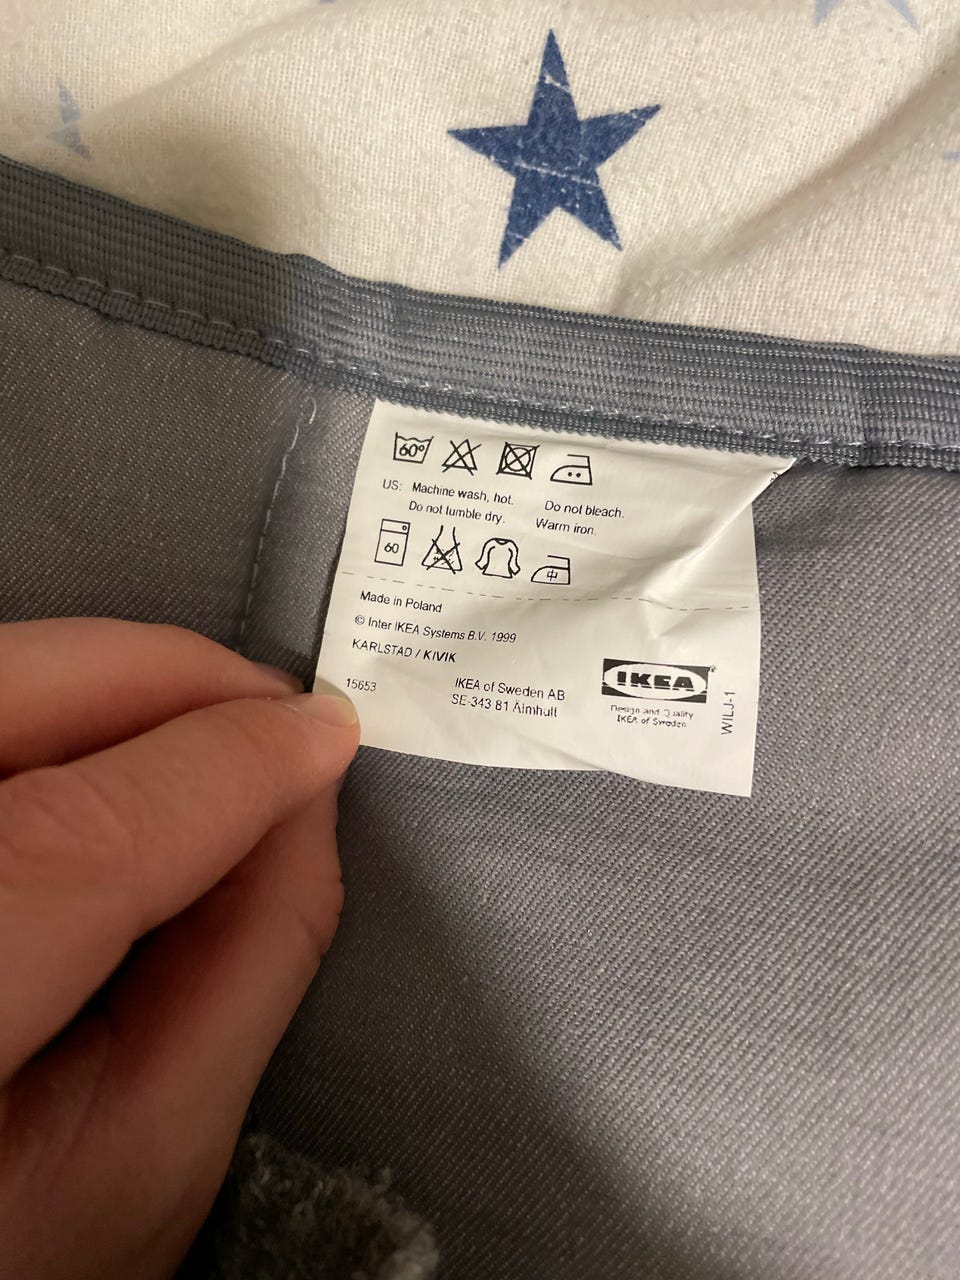 60°
US: Machine wash, hot. Do not bleach.
Do not tumble dry. Warm iron.
60 中
Made in Poland
© Inter IKEA Systems B.V. 1999
KARLSTAD / KIVIK
15653
IKEA of Sweden AB
SE-343 81 Älmhult
IKEA®
Design and Quality
IKEA of Sweden
WILJ-1